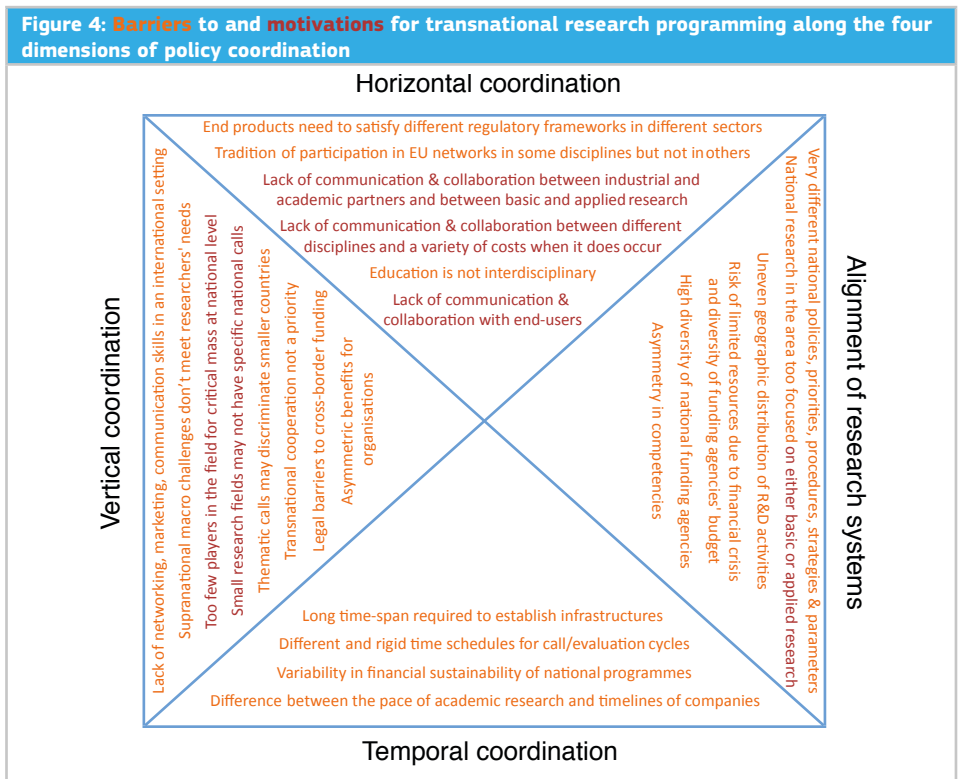 Figure 4: Barriers to and motivations for transnational research programming along the four
dimensions of policy coordination
Horizontal coordination
End products need to satisfy different regulatory frameworks in different sectors
Tradition of participation in EU networks in some disciplines but not in others
Lack of communication & collaboration between industrial and
academic partners and between basic and applied research
Lack of communication & collaboration between different
disciplines and a variety of costs when it does occur
Education is not interdisciplinary
Lack of communication &
collaboration with end-users
Vertical coordination
Lack of networking, marketing, communication skills in an international setting
Supranational macro challenges don't meet researchers' needs
Too few players in the field for critical mass at national level
Small research fields may not have specific national calls
Thematic calls may discriminate smaller countries
Transnational cooperation not a priority
Legal barriers to cross-border funding
Asymmetric benefits for
organisations
Alignment of research systems
Very different national policies, priorities, procedures, strategies & parameters
National research in the area too focused on either basic or applied research
Uneven geographic distribution of R&D activities
Risk of limited resources due to financial crisis
and diversity of funding agencies' budget
High diversity of national funding agencies
Asymmetry in competencies
Long time-span required to establish infrastructures
Different and rigid time schedules for call/evaluation cycles
Variability in financial sustainability of national programmes
Difference between the pace of academic research and timelines of companies
Temporal coordination